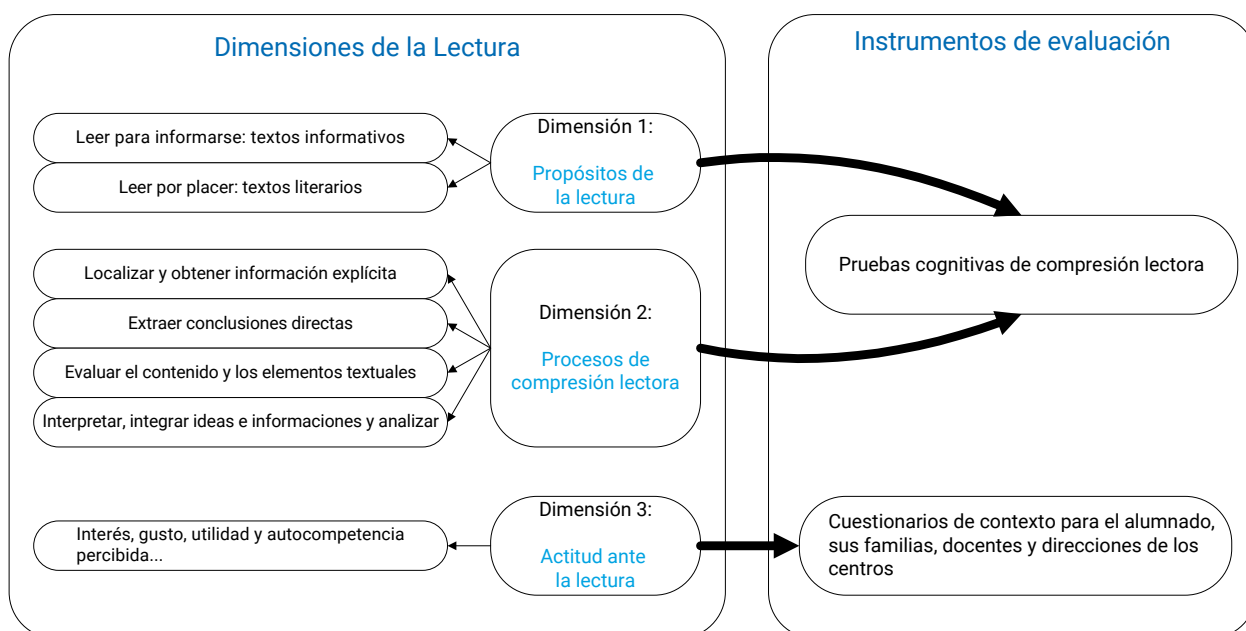 Dimensiones de la Lectura
Leer para informarse: textos informativos
Leer por placer: textos literarios
Dimensión 1:
Propósitos de
la lectura
Localizar y obtener información explícita
Extraer conclusiones directas
Evaluar el contenido y los elementos textuales
Interpretar, integrar ideas e informaciones y analizar
Dimensión 2:
Procesos de
compresión lectora
Interés, gusto, utilidad y autocompetencia
percibida...
Dimensión 3:
Actitud ante
la lectura
Instrumentos de evaluación
Pruebas cognitivas de compresión lectora
Cuestionarios de contexto para el alumnado,
sus familias, docentes y direcciones de los
centros